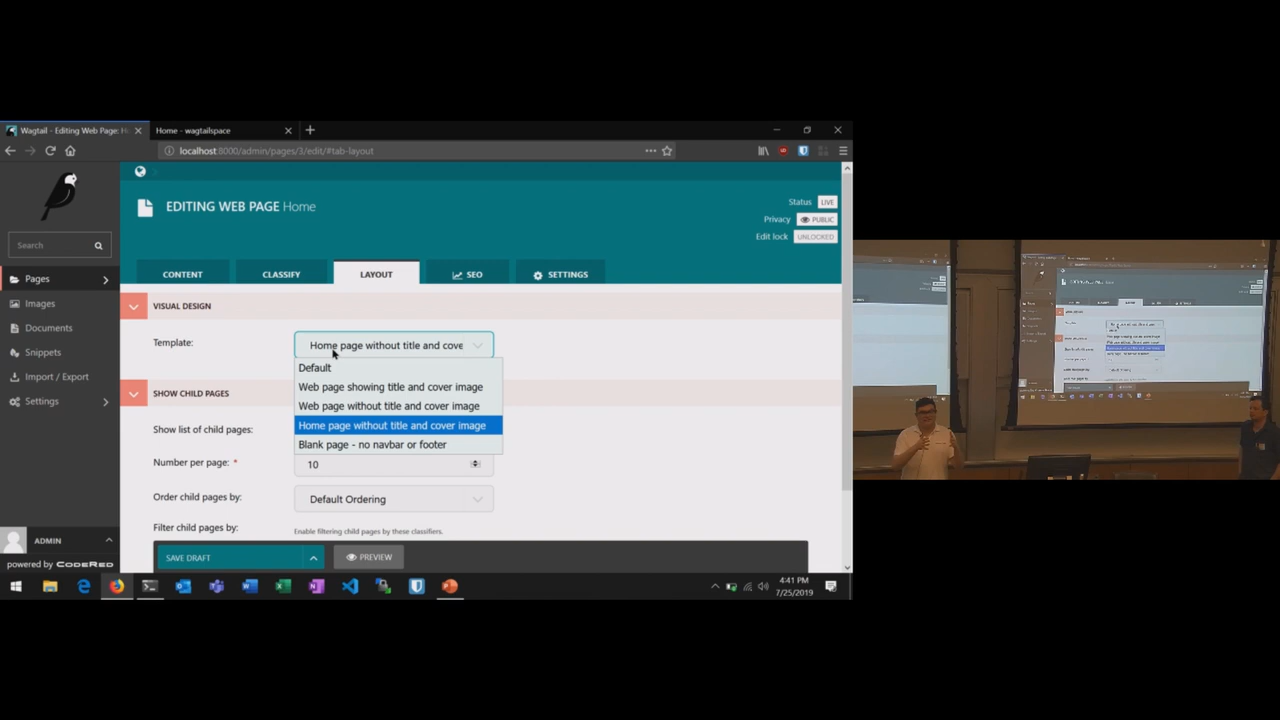 Wagtail - Editing Web Page: H
Home - wagtailspace
localhost:8000/admin/pages/3/edit/#tab-layout
EDITING WEB PAGE Home
Status LIVE
Privacy PUBLIC
Edit lock UNLOCKED
Search
Pages
Images
Documents
Snippets
Import / Export
Settings
ADMIN
powered by CODERED
CONTENT
CLASSIFY
LAYOUT
SEO
SETTINGS
VISUAL DESIGN
Template:
Home page without title and cove
Default
Web page showing title and cover image
Web page without title and cover image
Home page without title and cover image
Blank page - no navbar or footer
SHOW CHILD PAGES
Show list of child pages:
Number per page: *
10
Order child pages by:
Default Ordering
Filter child pages by:
Enable filtering child pages by these classifiers.
SAVE DRAFT
PREVIEW
4:41 PM
7/25/2019